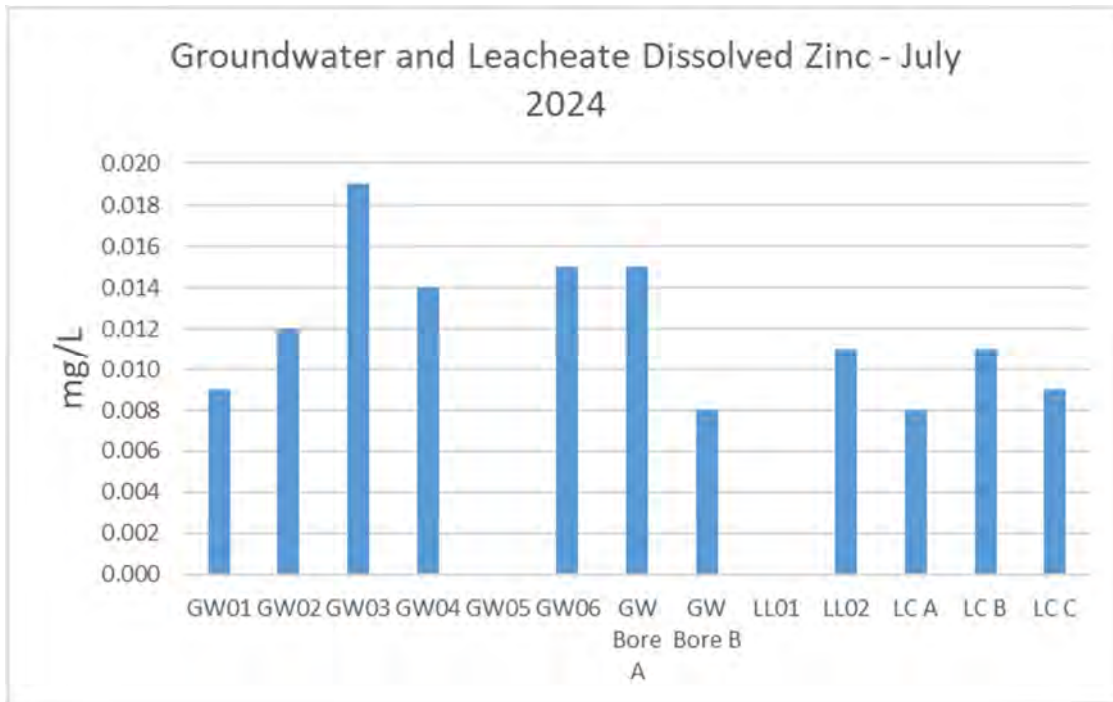 Groundwater and Leacheate Dissolved Zinc - July
2024
mg/L
0.020
0.018
0.016
0.014
0.012
0.010
0.008
0.006
0.004
0.002
0.000
GW01 GW02 GW03 GW04 GW05 GW06 GW GW LL01 LL02 LC A LC B LC C
Bore Bore B
A